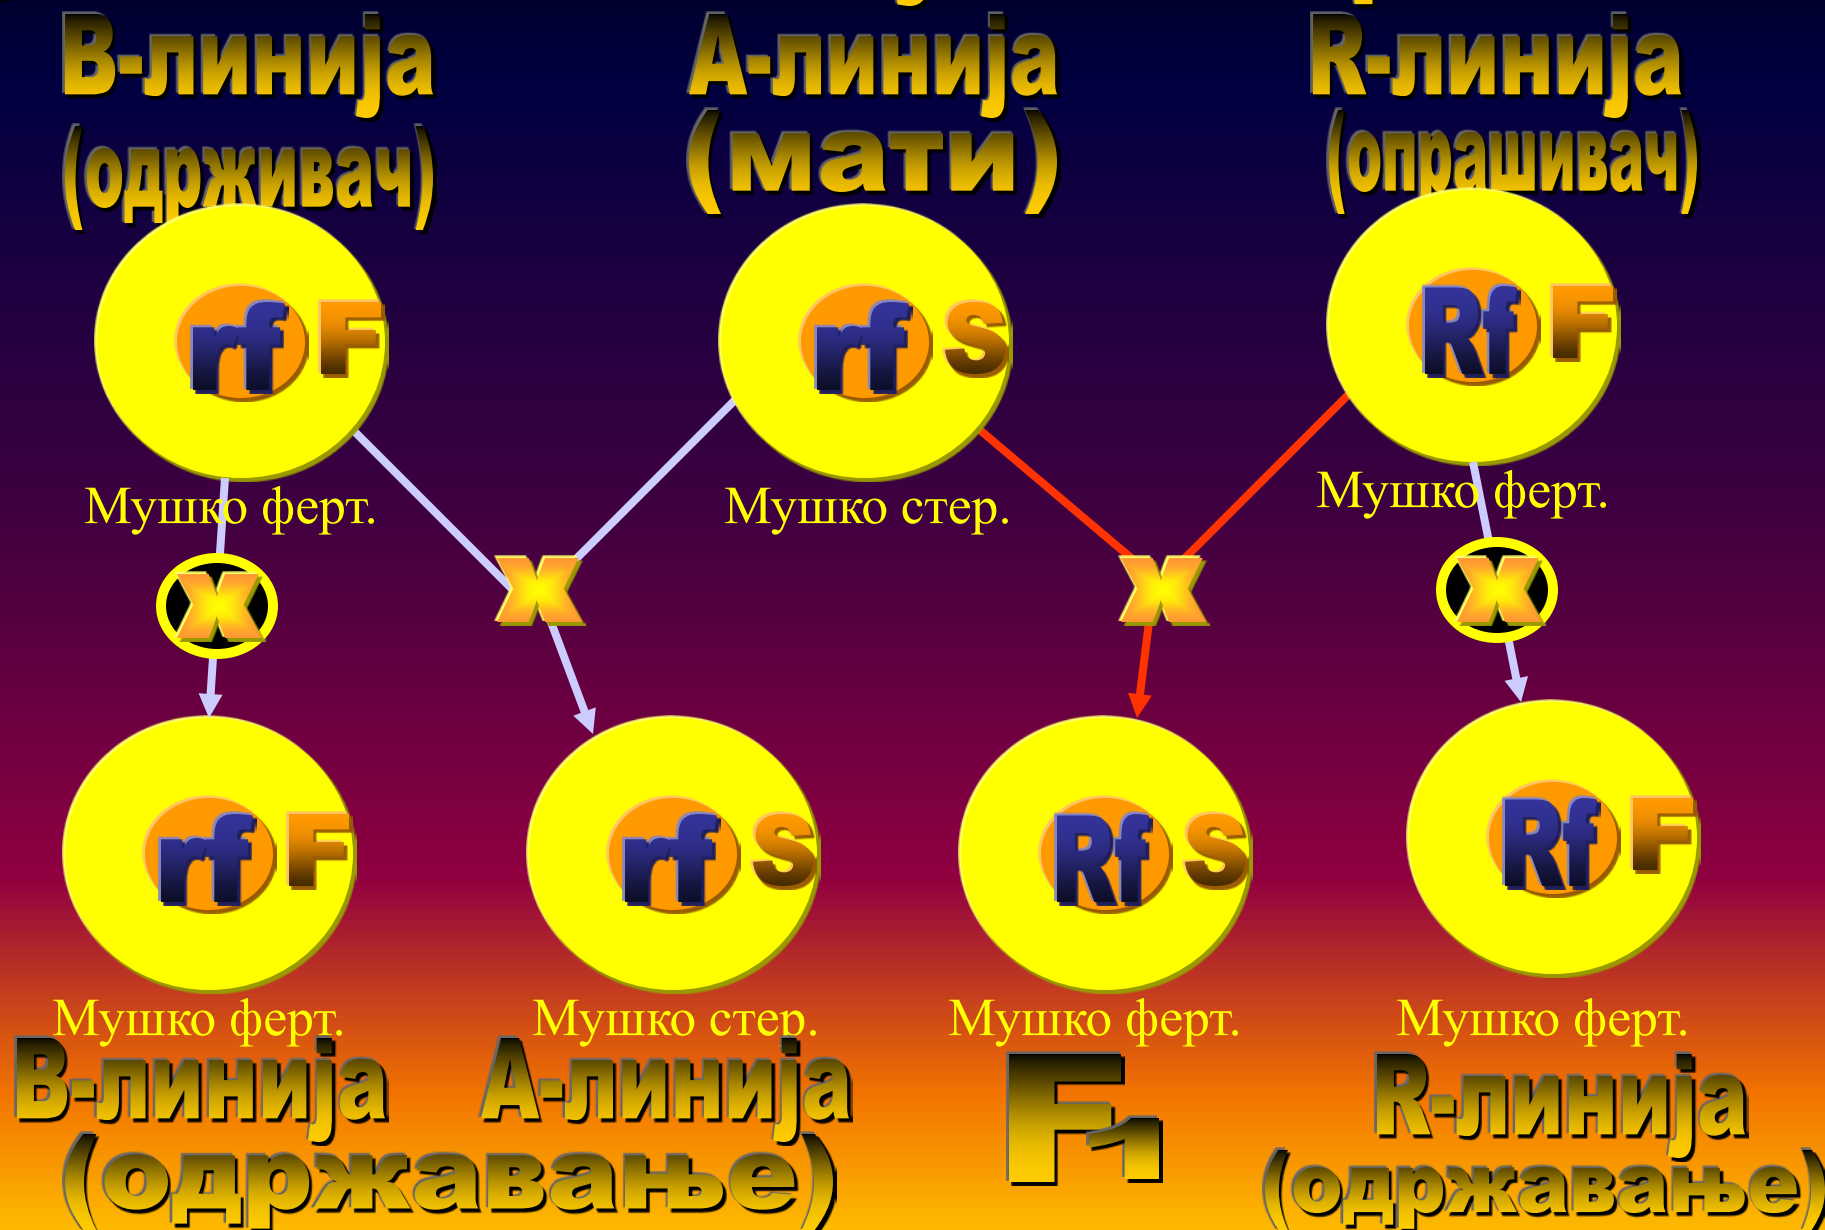 B-линија
A-линија
R-линија
(одрживач)
(мати)
(опрашивач)
rf F
rf S
Rf F
Мушко ферт.
Мушко стер.
Мушко ферт.
x
x
x
x
rf F
rf S
Rf S
Rf F
Мушко ферт.
Мушко стер.
Мушко ферт.
Мушко ферт.
B-линија
A-линија
F1
R-линија
(одржавање)
(одржавање)